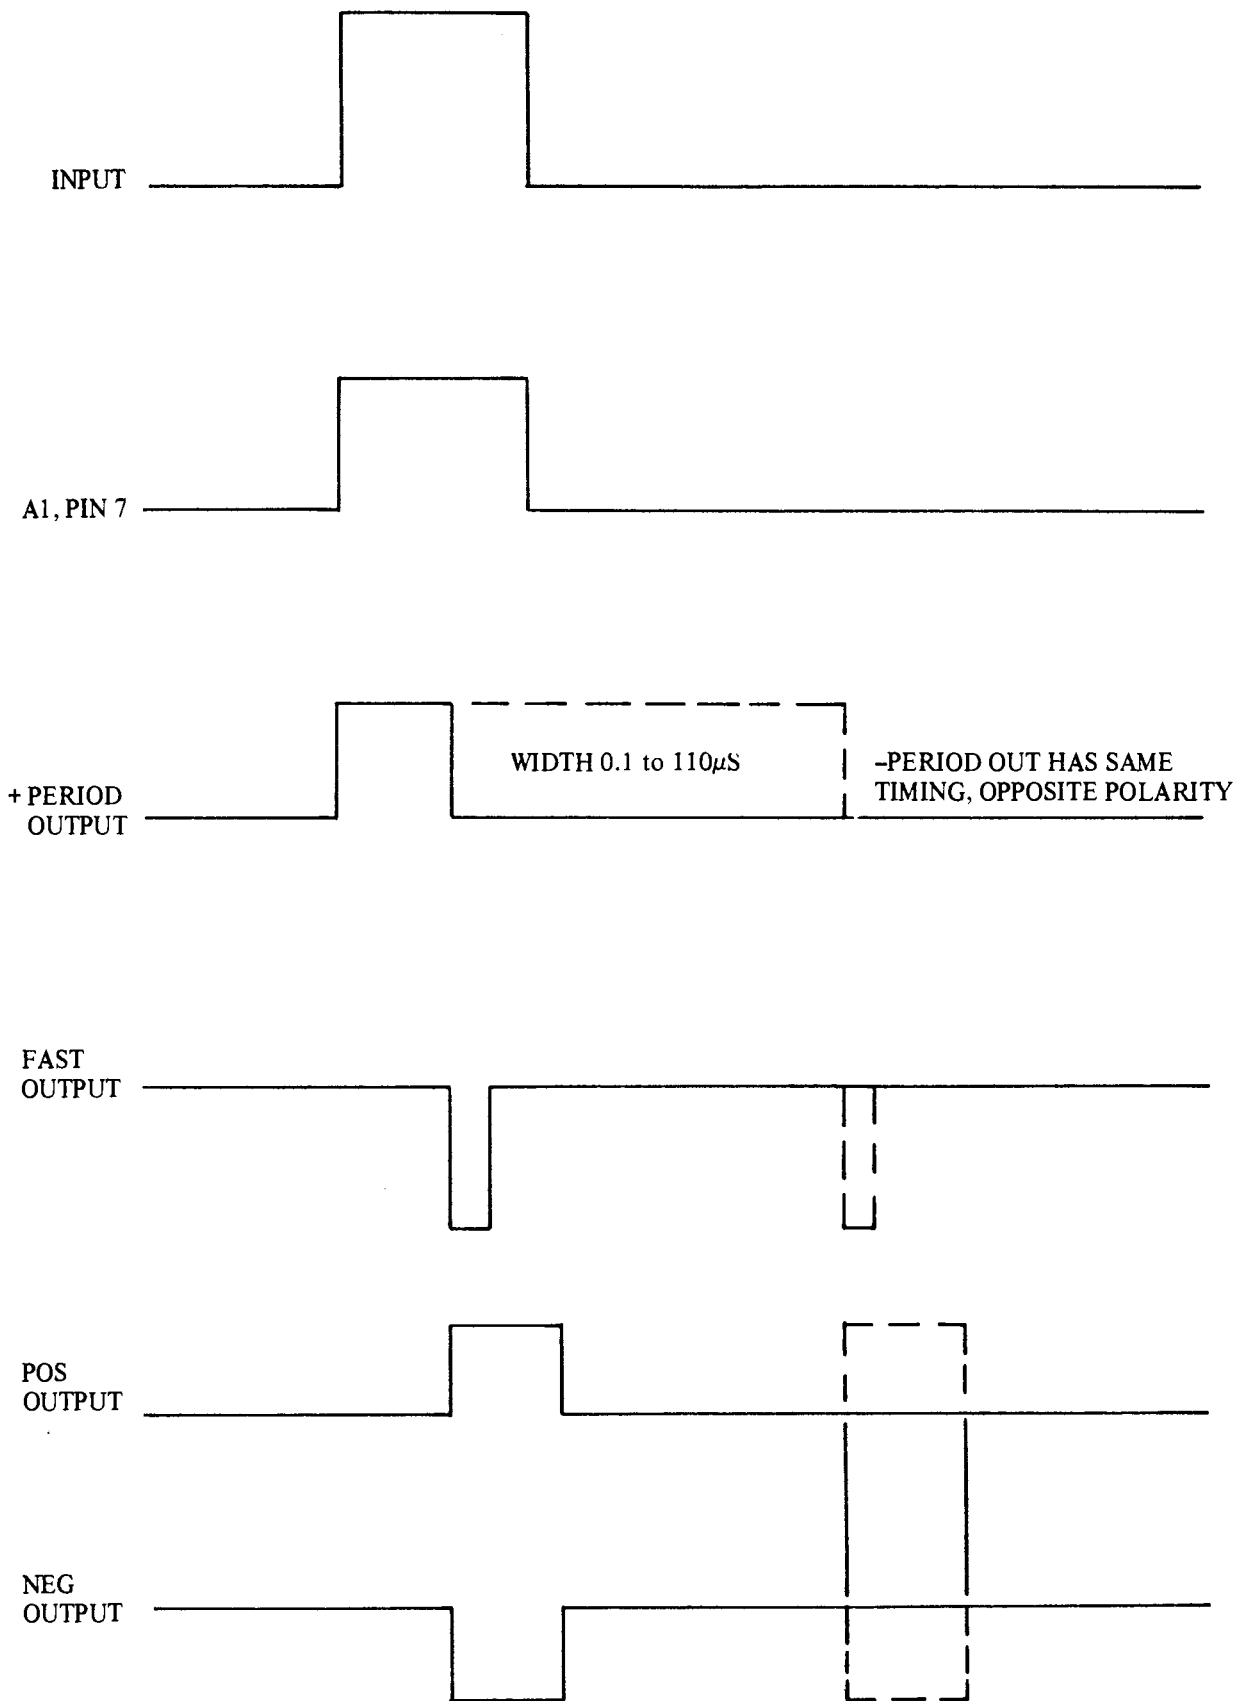 INPUT
A1, PIN 7
WIDTH 0.1 to 110μS
–PERIOD OUT HAS SAME
TIMING, OPPOSITE POLARITY
+ PERIOD
OUTPUT
FAST
OUTPUT
POS
OUTPUT
NEG
OUTPUT